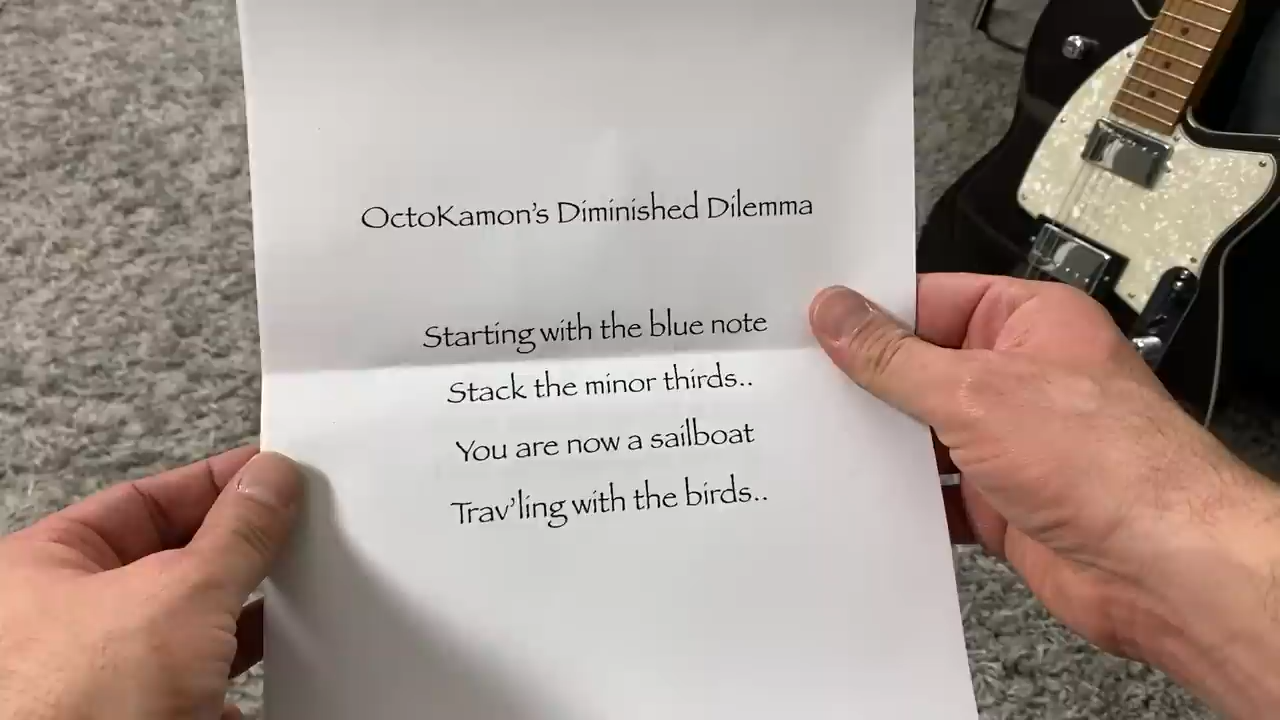 OctoKamon's Diminished Dilemma
Starting with the blue note
Stack the minor thirds..
You are now a sailboat
Trav'ling with the birds..